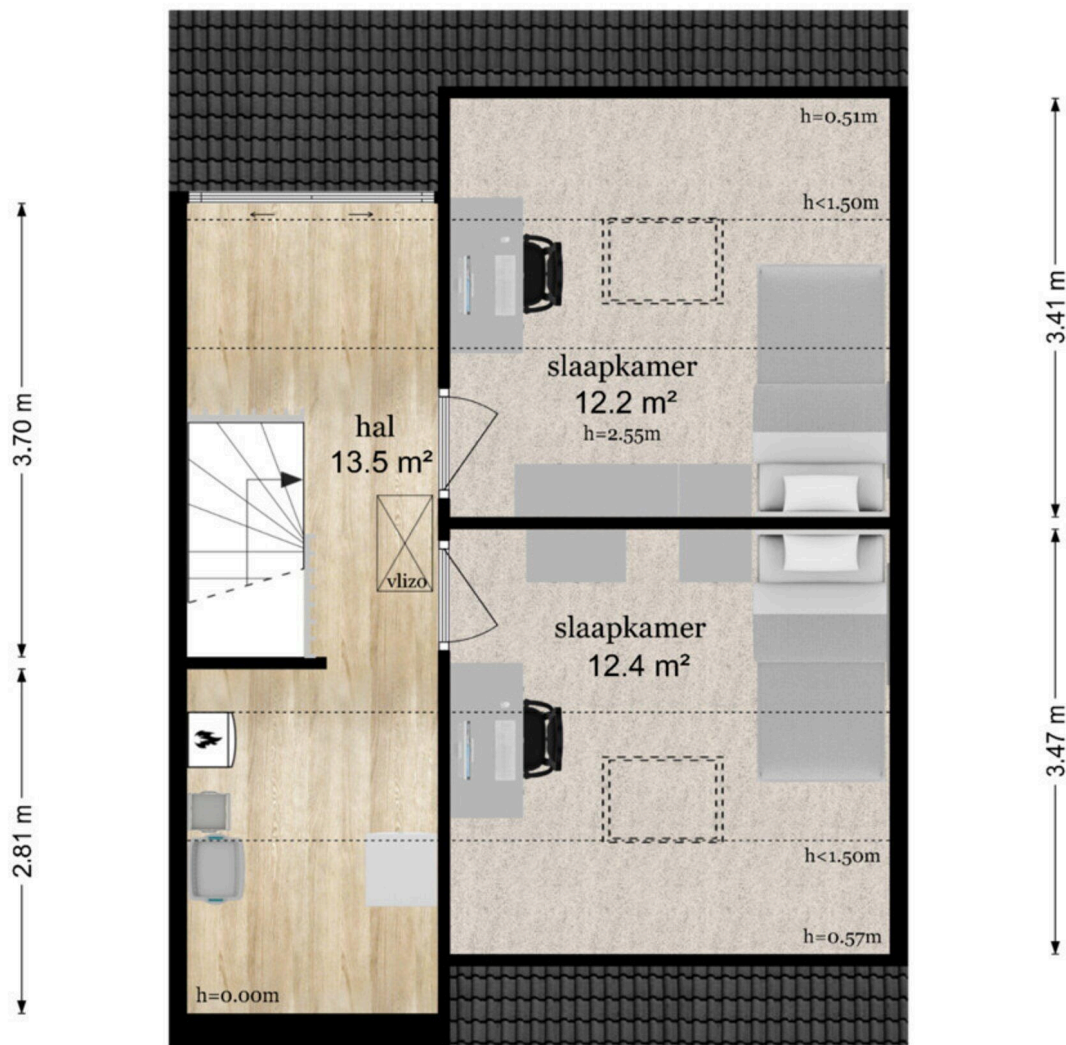 h=0.51m
h<1.50m
3.41 m
slaapkamer
12.2 m²
h=2.55m
3.70 m
hal
13.5 m²
vlizo
slaapkamer
12.4 m²
3.47 m
2.81 m
h<1.50m
h=0.57m
h=0.00m